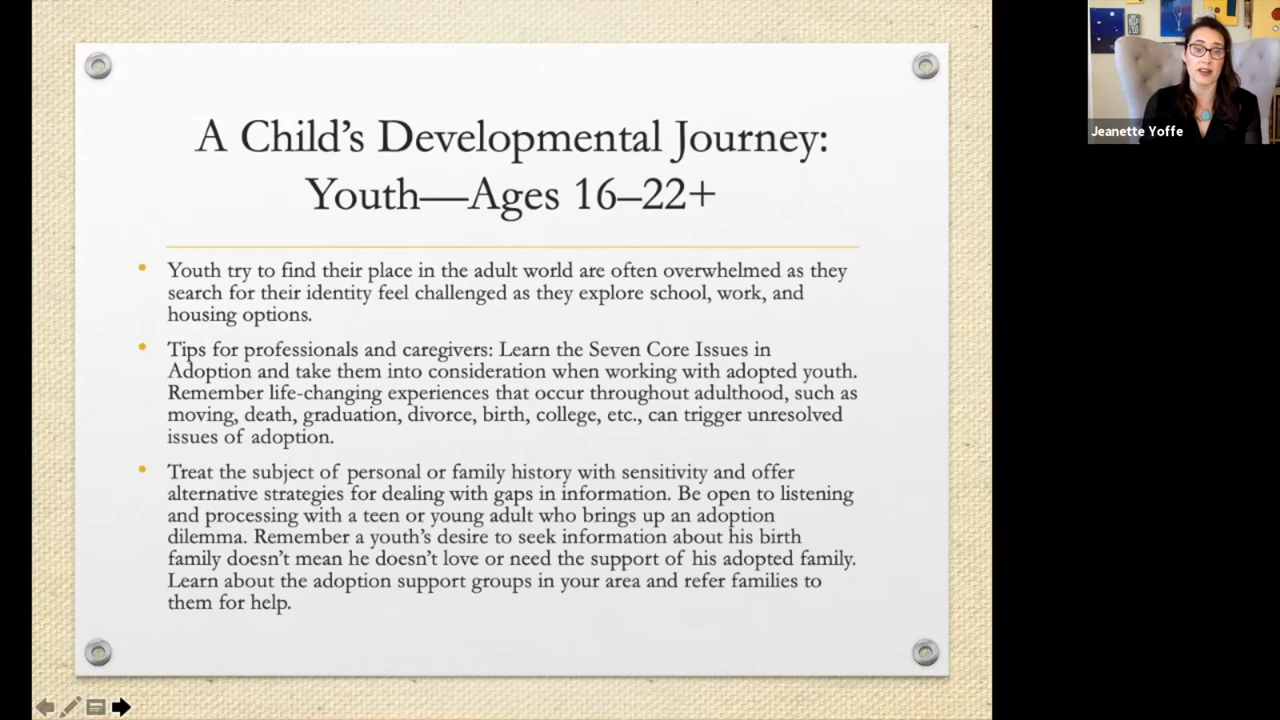 A Child's Developmental Journey:
Youth—Ages 16–22+
• Youth try to find their place in the adult world are often overwhelmed as they
search for their identity feel challenged as they explore school, work, and
housing options.
• Tips for professionals and caregivers: Learn the Seven Core Issues in
Adoption and take them into consideration when working with adopted youth.
Remember life-changing experiences that occur throughout adulthood, such as
moving, death, graduation, divorce, birth, college, etc., can trigger unresolved
issues of adoption.
• Treat the subject of personal or family history with sensitivity and offer
alternative strategies for dealing with gaps in information. Be open to listening
and processing with a teen or young adult who brings up an adoption
dilemma. Remember a youth's desire to seek information about his birth
family doesn't mean he doesn't love or need the support of his adopted family.
Learn about the adoption support groups in your area and refer families to
them for help.
Jeanette Yoffe